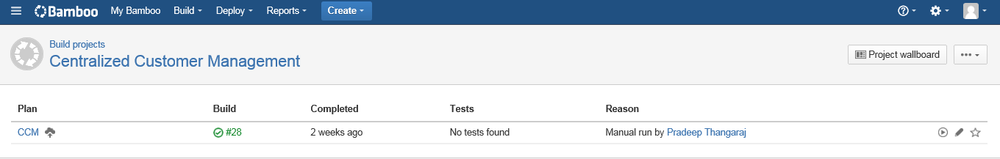 Bamboo My Bamboo Build Deploy Reports Create
Build projects
Centralized Customer Management
Project wallboard
Plan Build Completed Tests Reason
CCM #28 2 weeks ago No tests found Manual run by Pradeep Thangaraj